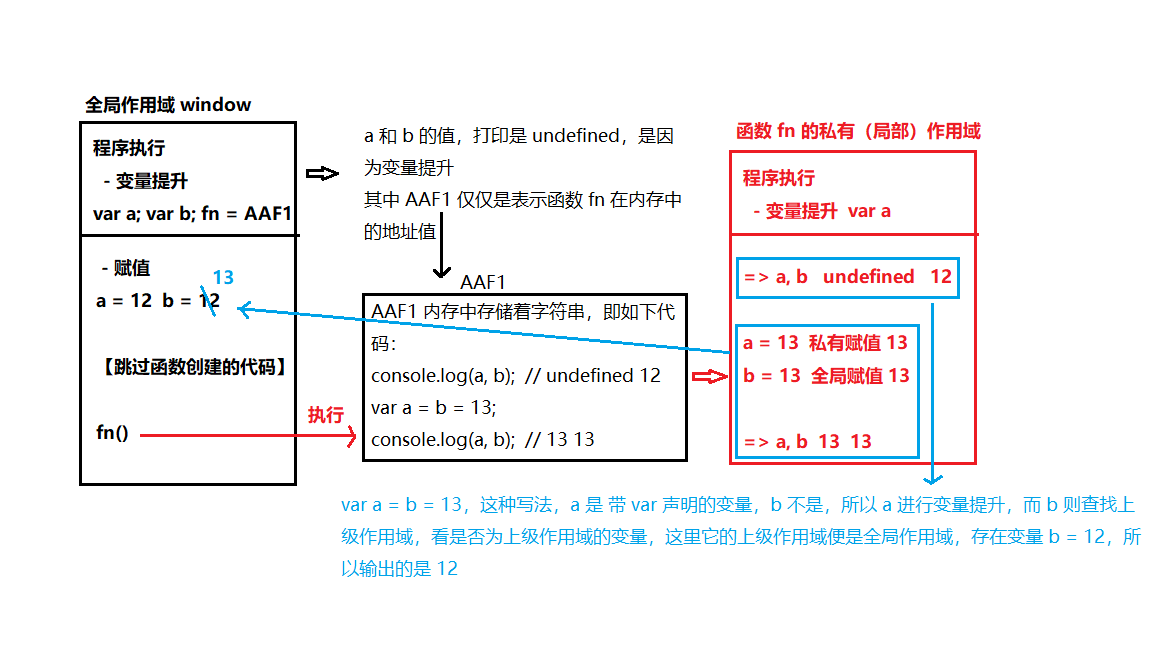 全局作用域 window
程序执行
- 变量提升
var a; var b; fn = AAF1
- 赋值
13
a = 12 b = 12
【跳过函数创建的代码】
fn()
执行
a 和 b 的值，打印是 undefined，是因
为变量提升
其中 AAF1 仅仅是表示函数 fn 在内存中
的地址值
AAF1
AAF1 内存中存储着字符串，即如下代
码：
console.log(a, b); // undefined 12
var a = b = 13;
console.log(a, b); // 13 13
函数 fn 的私有（局部）作用域
程序执行
- 变量提升 var a
=> a, b undefined 12
a = 13 私有赋值 13
b = 13 全局赋值 13
=> a, b 13 13
var a = b = 13，这种写法，a 是 带 var 声明的变量，b 不是，所以 a 进行变量提升，而 b 则查找上
级作用域，看是否为上级作用域的变量，这里它的上级作用域便是全局作用域，存在变量 b = 12，所
以输出的是 12